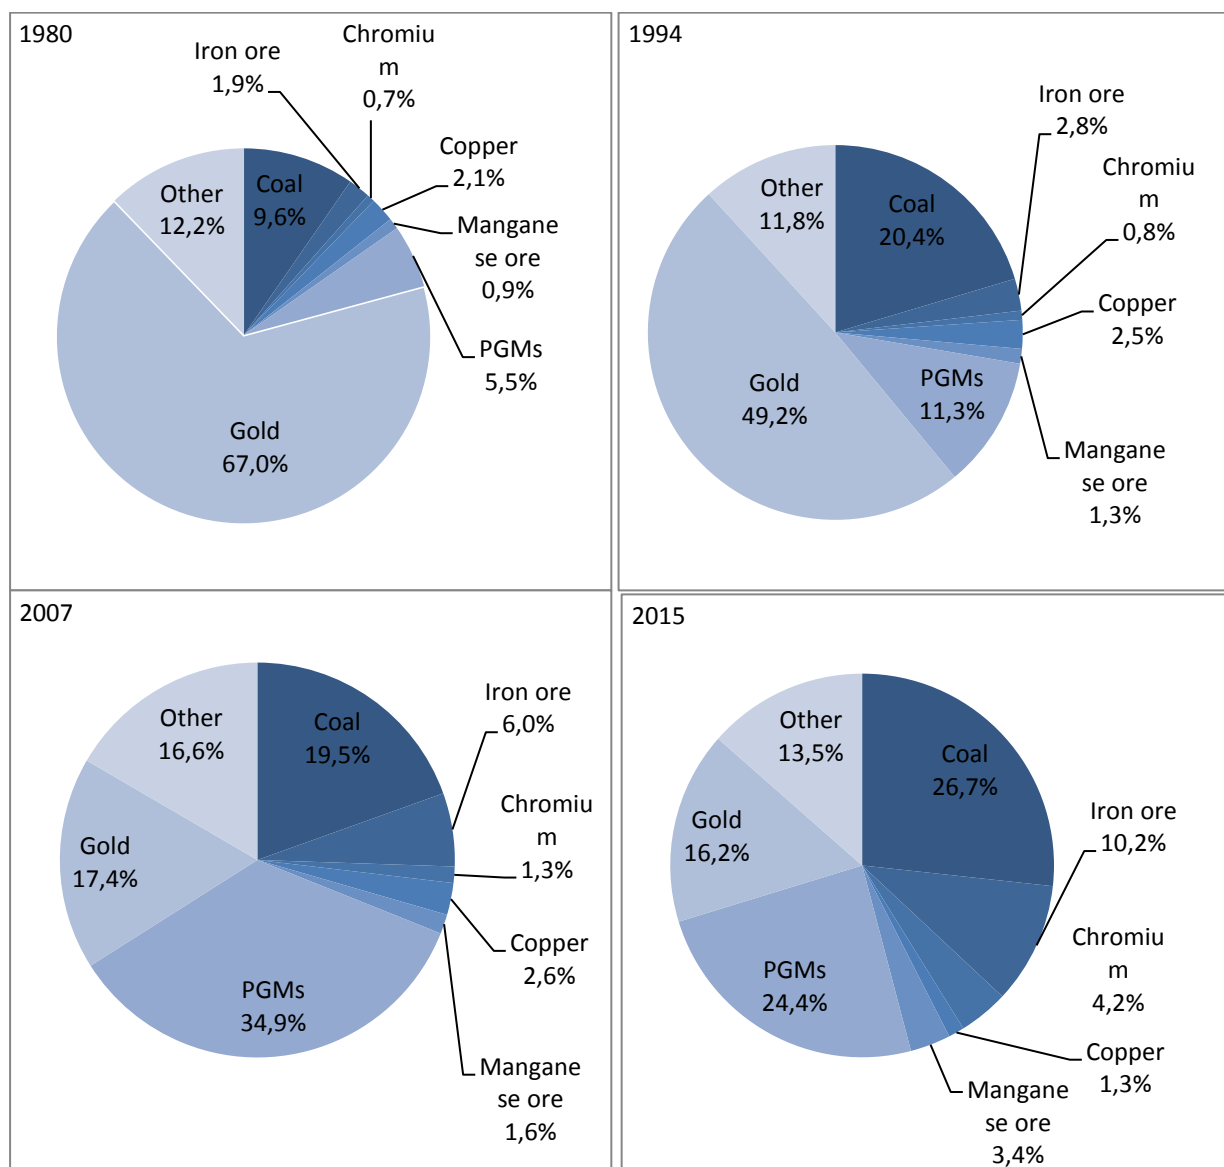 1980
Iron ore
1,9%
Chromiu
m
0,7%
Copper
2,1%
Mangane
se ore
0,9%
PGMs
5,5%
Gold
67,0%
Other
12,2%
Coal
9,6%
1994
Iron ore
2,8%
Chromiu
m
0,8%
Copper
2,5%
Mangane
se ore
1,3%
PGMs
11,3%
Gold
49,2%
Other
11,8%
Coal
20,4%
2007
Iron ore
6,0%
Chromiu
m
1,3%
Copper
2,6%
Mangane
se ore
1,6%
PGMs
34,9%
Gold
17,4%
Other
16,6%
Coal
19,5%
2015
Coal
26,7%
Iron ore
10,2%
Chromiu
m
4,2%
Copper
1,3%
Mangane
se ore
3,4%
PGMs
24,4%
Gold
16,2%
Other
13,5%